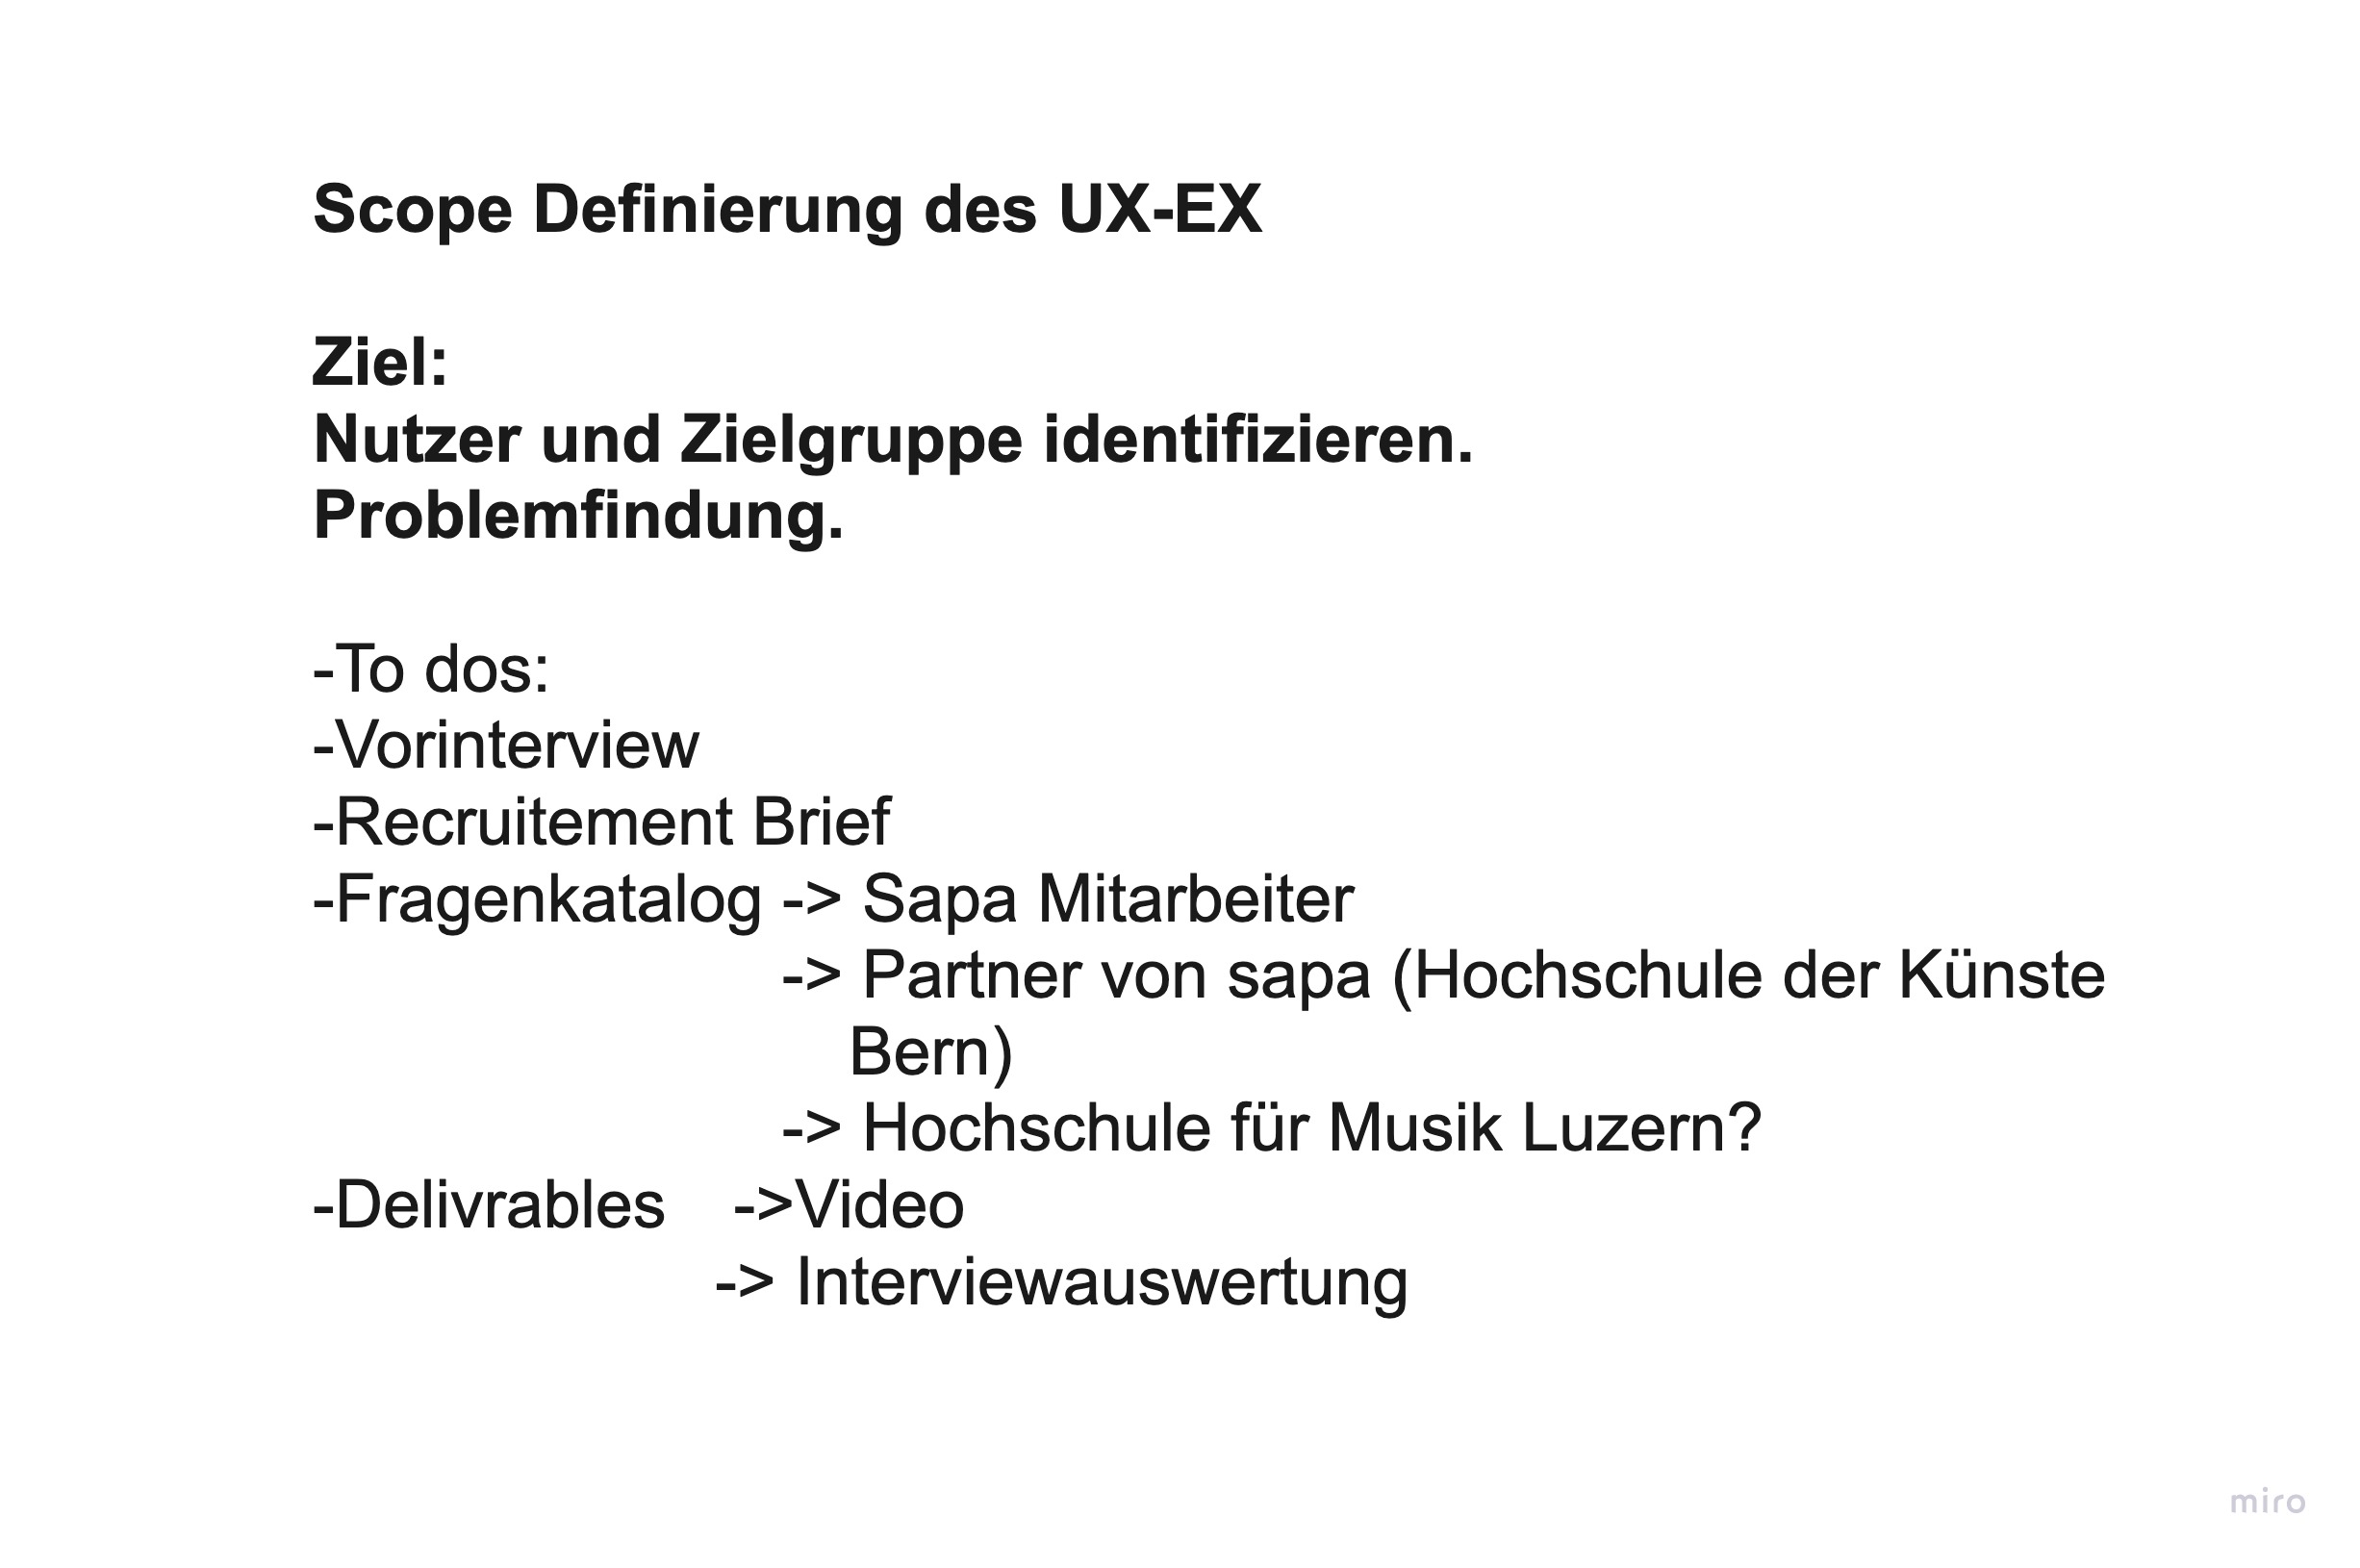 Scope Definierung des UX-EX
Ziel:
Nutzer und Zielgruppe identifizieren.
Problemfindung.
-To dos:
-Vorinterview
-Recruitement Brief
-Fragenkatalog -> Sapa Mitarbeiter
-> Partner von sapa (Hochschule der Künste
Bern)
-> Hochschule für Musik Luzern?
-Delivrables ->Video
-> Interviewauswertung
miro